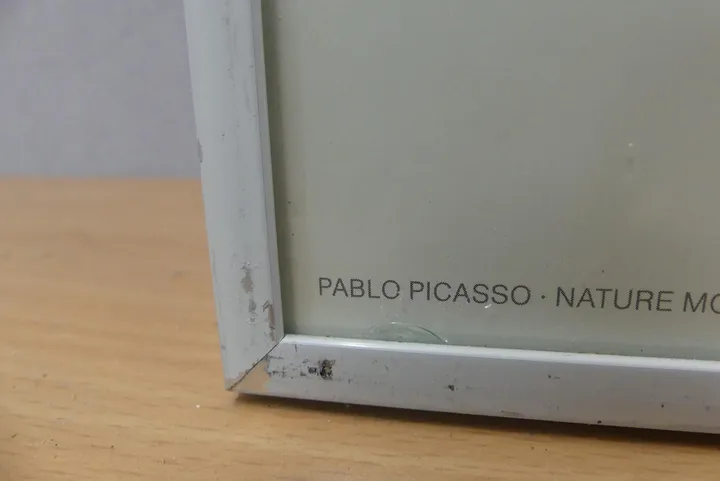 PABLO PICASSO · NATURE MO